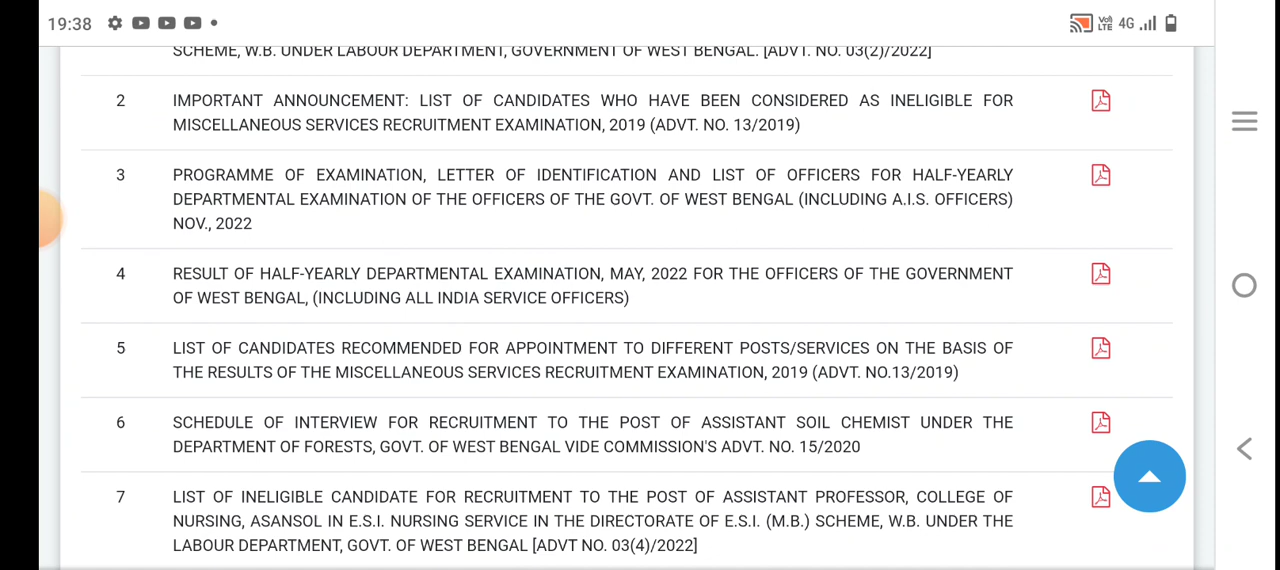 19:38
VoD LTE 4G
SCHEME, W.B. UNDER LABOUR DEPARTMENT, GOVERNMENT OF WEST BENGAL. [ADVT. NO. 03(2)/2022]
2 IMPORTANT ANNOUNCEMENT: LIST OF CANDIDATES WHO HAVE BEEN CONSIDERED AS INELIGIBLE FOR
MISCELLANEOUS SERVICES RECRUITMENT EXAMINATION, 2019 (ADVT. NO. 13/2019)
3 PROGRAMME OF EXAMINATION, LETTER OF IDENTIFICATION AND LIST OF OFFICERS FOR HALF-YEARLY
DEPARTMENTAL EXAMINATION OF THE OFFICERS OF THE GOVT. OF WEST BENGAL (INCLUDING A.I.S. OFFICERS)
NOV., 2022
4 RESULT OF HALF-YEARLY DEPARTMENTAL EXAMINATION, MAY, 2022 FOR THE OFFICERS OF THE GOVERNMENT
OF WEST BENGAL, (INCLUDING ALL INDIA SERVICE OFFICERS)
5 LIST OF CANDIDATES RECOMMENDED FOR APPOINTMENT TO DIFFERENT POSTS/SERVICES ON THE BASIS OF
THE RESULTS OF THE MISCELLANEOUS SERVICES RECRUITMENT EXAMINATION, 2019 (ADVT. NO.13/2019)
6 SCHEDULE OF INTERVIEW FOR RECRUITMENT TO THE POST OF ASSISTANT SOIL CHEMIST UNDER THE
DEPARTMENT OF FORESTS, GOVT. OF WEST BENGAL VIDE COMMISSION'S ADVT. NO. 15/2020
7 LIST OF INELIGIBLE CANDIDATE FOR RECRUITMENT TO THE POST OF ASSISTANT PROFESSOR, COLLEGE OF
NURSING, ASANSOL IN E.S.I. NURSING SERVICE IN THE DIRECTORATE OF E.S.I. (M.B.) SCHEME, W.B. UNDER THE
LABOUR DEPARTMENT, GOVT. OF WEST BENGAL [ADVT NO. 03(4)/2022]